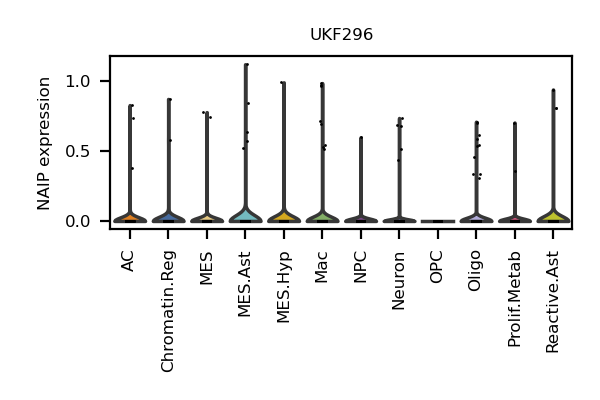 UKF296
NAIP expression
1.0
0.5
0.0
AC
Chromatin.Reg
MES
MES.Ast
MES.Hyp
Mac
NPC
Neuron
OPC
Oligo
Prolif.Metab
Reactive.Ast